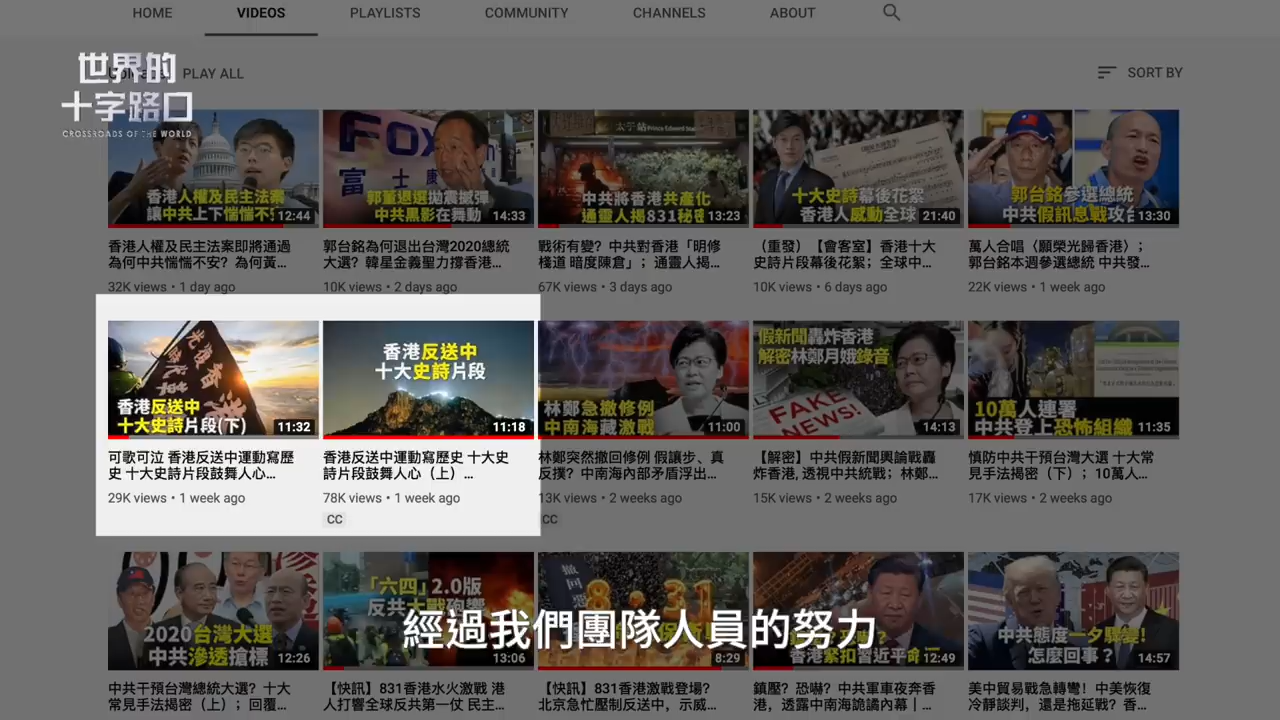 HOME
VIDEOS
PLAYLISTS
COMMUNITY
CHANNELS
ABOUT
世界的
十字路口
CROSSROADS OF THE WORLD
PLAY ALL
SORT BY
香港人權及民主法案
讓中共上下惴惴不安
12:44
FOX
富士康
郭董退選拋震撼彈
中共黑影在舞動
14:33
太子站 Prince Edward Station
中共將香港共產化
通靈人揭831秘密
13:23
十大史詩幕後花絮
香港人感動全球
21:40
郭台銘參選總統
中共假訊息戰攻台
13:30
香港人權及民主法案即將通過
為何中共惴惴不安？為何黃...
32K views • 1 day ago
郭台銘為何退出台灣2020總統
大選？韓星金義聖力撐香港...
10K views • 2 days ago
戰術有變？中共對香港「明修
棧道 暗度陳倉」；通靈人揭...
67K views • 3 days ago
（重發）【會客室】香港十大
史詩片段幕後花絮；全球中...
10K views • 6 days ago
萬人合唱〈願榮光歸香港〉；
郭台銘本週參選總統 中共發...
22K views • 1 week ago
香港反送中
十大史詩片段(下)
11:32
香港反送中
十大史詩片段
11:18
林鄭急撤修例
中南海藏激戰
11:00
假新聞轟炸香港
解密林鄭月娥錄音
FAKE NEWS!
14:13
10萬人連署
中共登上恐怖組織
11:35
可歌可泣 香港反送中運動寫歷
史 十大史詩片段鼓舞人心...
29K views • 1 week ago
香港反送中運動寫歷史 十大史
詩片段鼓舞人心（上）...
78K views • 1 week ago
CC
林鄭突然撤回修例 假讓步、真
反撲？中南海內部矛盾浮出...
13K views • 2 weeks ago
CC
【解密】中共假新聞輿論戰轟
炸香港, 透視中共統戰；林鄭...
15K views • 2 weeks ago
慎防中共干預台灣大選 十大常
見手法揭密（下）；10萬人...
17K views • 2 weeks ago
2020台灣大選
中共滲透搶標
12:26
「六四」2.0版
反共大戰砲響
13:06
8.31
8:29
香港緊扣習近平命
12:49
中共態度一夕驟變!
怎麼回事？
14:57
經過我們團隊人員的努力
中共干預台灣總統大選？十大
常見手法揭密（上）；回覆...
【快訊】831香港水火激戰 港
人打響全球反共第一仗 民主...
【快訊】831香港激戰登場？
北京急忙壓制反送中，示威...
鎮壓？恐嚇？中共軍車夜奔香
港，透露中南海詭譎內幕｜...
美中貿易戰急轉彎！中美恢復
冷靜談判，還是拖延戰？香...